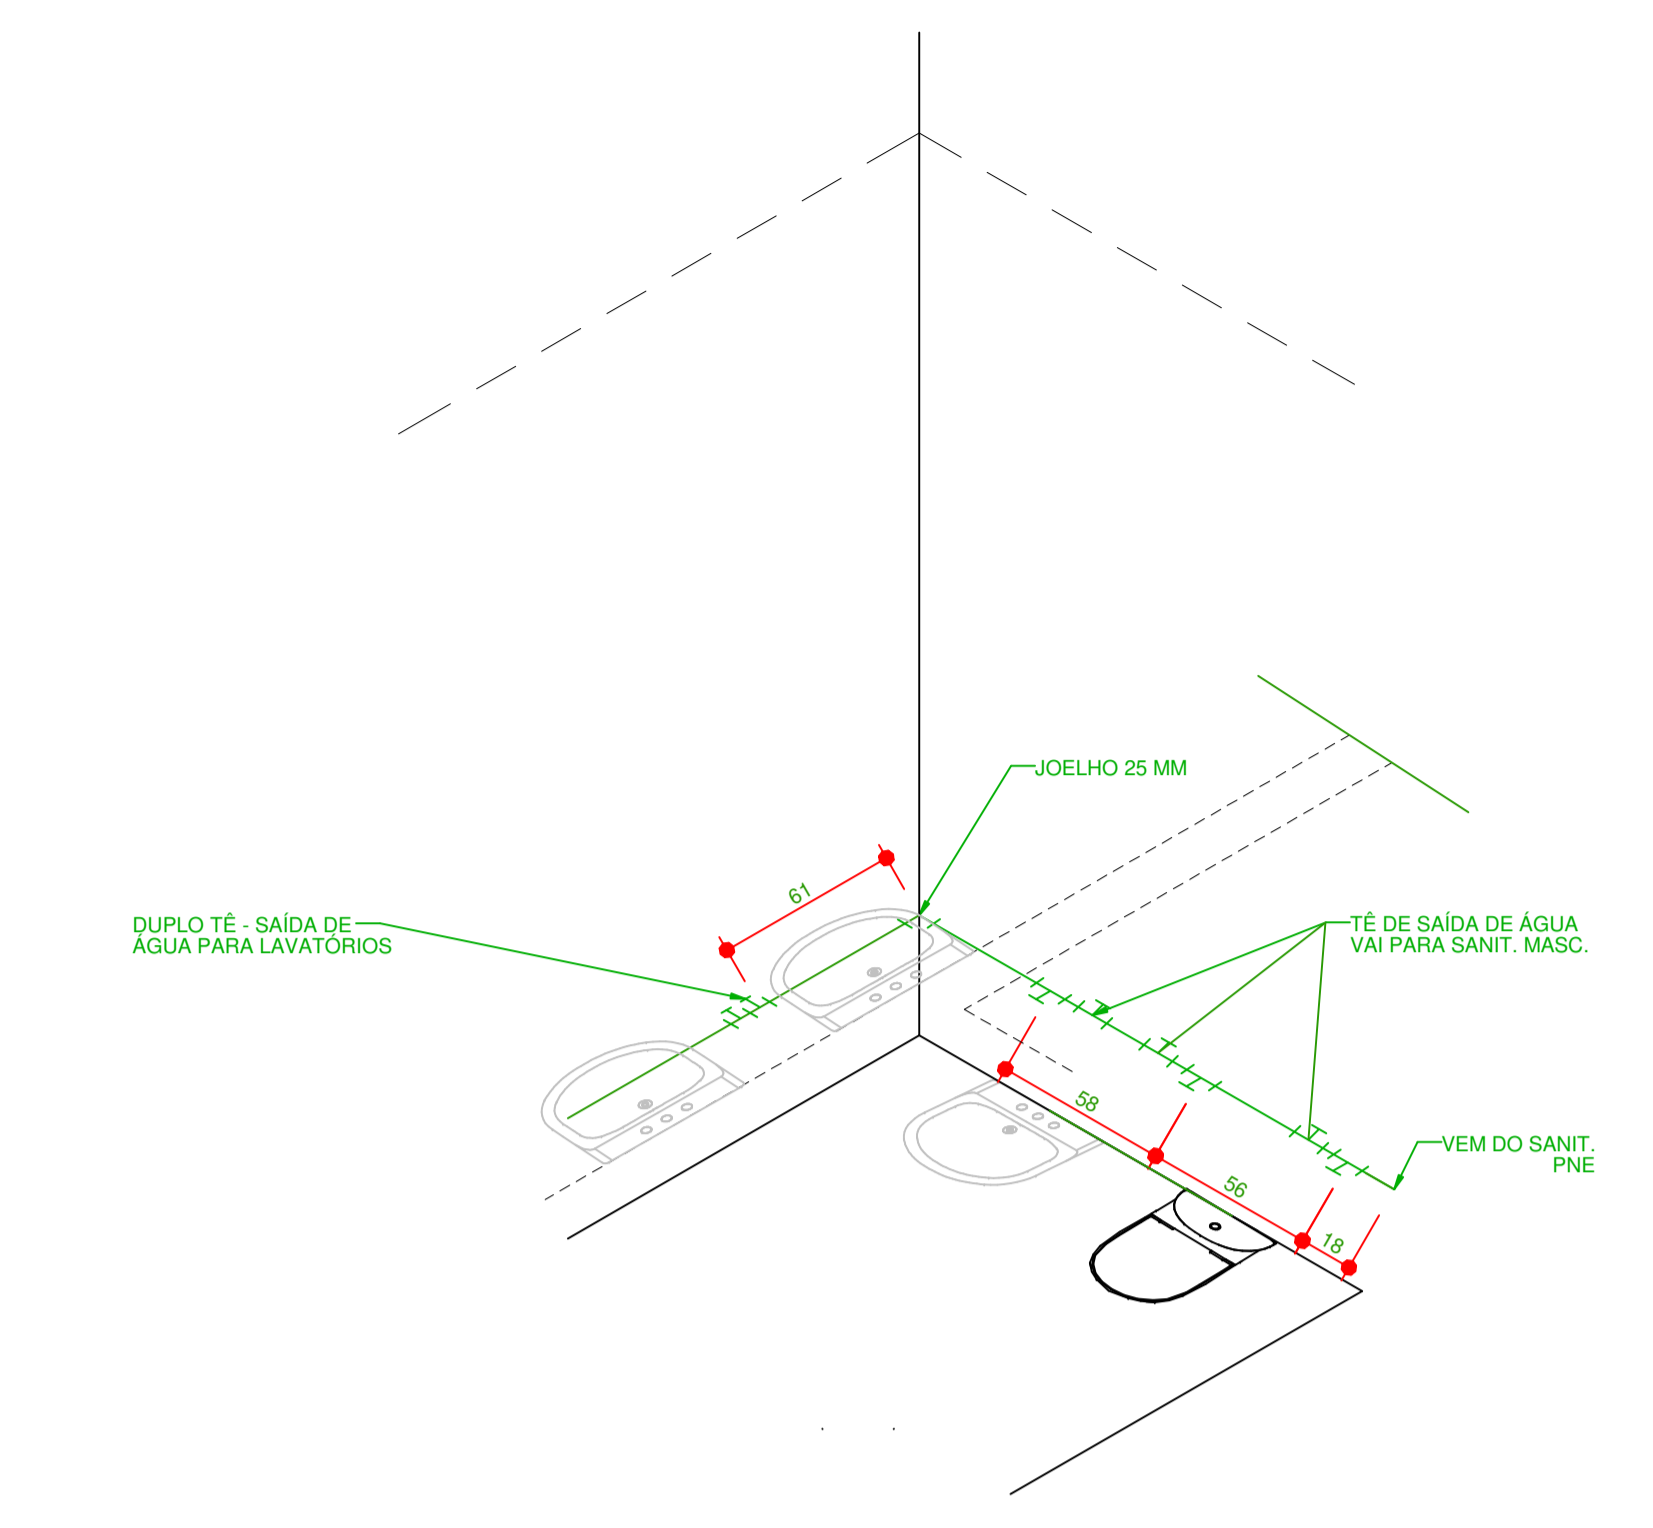 JOELHO 25 MM
61
DUPLO TÊ - SAÍDA DE
ÁGUA PARA LAVATÓRIOS
TÊ DE SAÍDA DE ÁGUA
VAI PARA SANIT. MASC.
58
VEM DO SANIT.
PNE
56
18